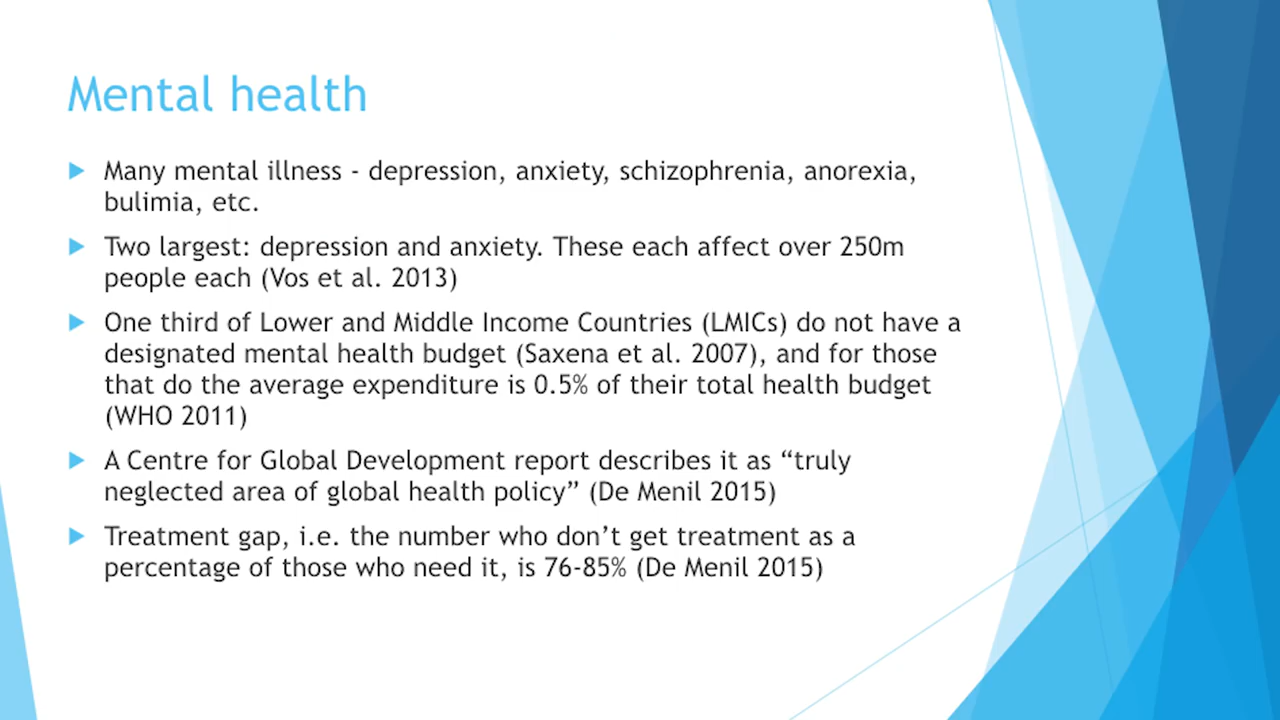 Mental health
Many mental illness - depression, anxiety, schizophrenia, anorexia,
bulimia, etc.
Two largest: depression and anxiety. These each affect over 250m
people each (Vos et al. 2013)
One third of Lower and Middle Income Countries (LMICs) do not have a
designated mental health budget (Saxena et al. 2007), and for those
that do the average expenditure is 0.5% of their total health budget
(WHO 2011)
A Centre for Global Development report describes it as “truly
neglected area of global health policy” (De Menil 2015)
Treatment gap, i.e. the number who don’t get treatment as a
percentage of those who need it, is 76-85% (De Menil 2015)